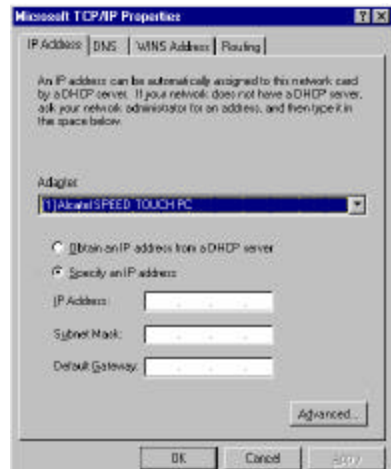 Microsoft TCP/IP Properties
IP Address DNS WINS Address Routing
An IP address can be automatically assigned to this network card
by a DHCP server. If your network does not have a DHCP server,
ask your network administrator for an address, and then type it in
the space below.
Adapter:
[1] Alcatel SPEED TOUCH PC
Obtain an IP address from a DHCP server
Specify an IP address
IP Address:
Subnet Mask:
Default Gateway:
Advanced...
OK Cancel Apply